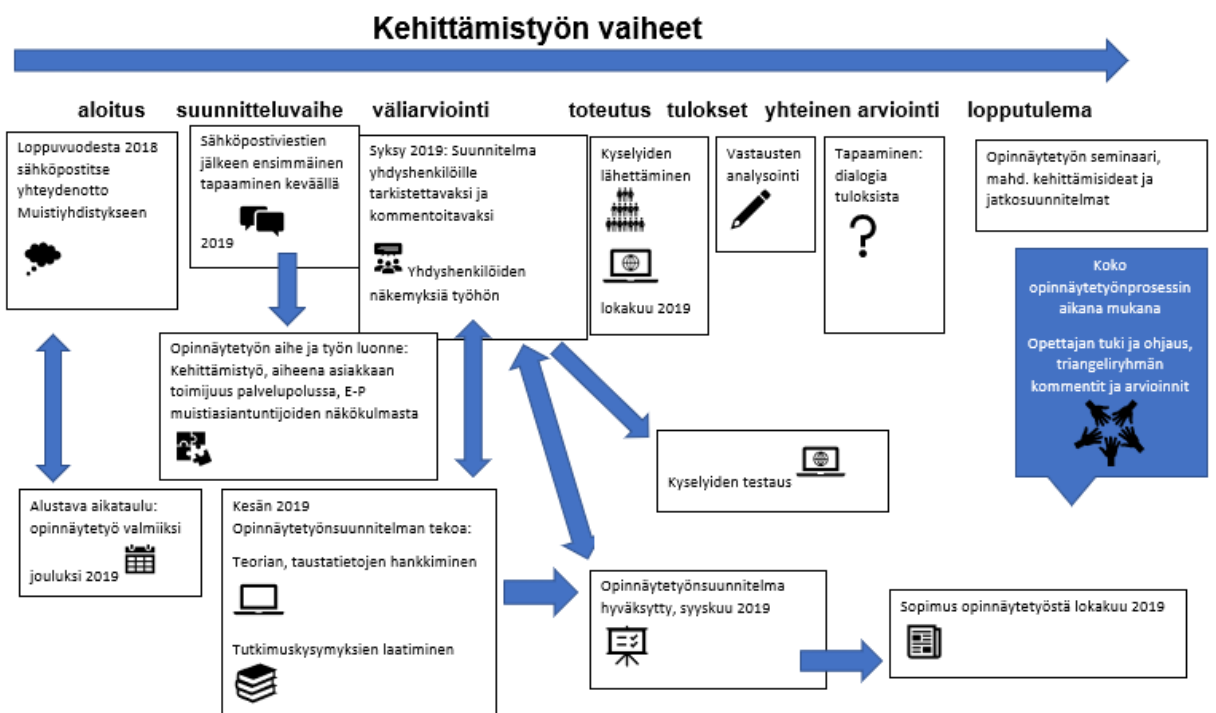 Kehittämistyön vaiheet
aloitus
suunnitteluvaihe
väliarviointi
toteutus
tulokset
yhteinen arviointi
lopputulema
Loppuvuodesta 2018
sähköpostitse
yhteydenotto
Muistiyhdistykseen
Sähköpostiviestien
jälkeen ensimmäinen
tapaaminen keväällä
2019
Syksy 2019: Suunnitelma
yhdyshenkilöille
tarkistettavaksi ja
kommentoitavaksi
Yhdyshenkilöiden
näkemyksiä työhön
Kyselyiden
lähettäminen
lokakuu 2019
Vastausten
analysointi
Tapaaminen:
dialogia
tuloksista
Opinnäytetyön seminaari,
mahd. kehittämisideat ja
jatkosuunnitelmat
Koko
opinnäytetyönprosessin
aikana mukana
Opettajan tuki ja ohjaus,
triangeliryhmän
kommentit ja arvioinnit
Opinnäytetyön aihe ja työn luonne:
Kehittämistyö, aiheena asiakkaan
toimijuus palvelupolussa, E-P
muistiasiantuntijoiden näkökulmasta
Kyselyiden testaus
Alustava aikataulu:
opinnäytetyö valmiiksi
jouluksi 2019
Kesän 2019
Opinnäytetyönsuunnitelman tekoa:
Teorian, taustatietojen hankkiminen
Tutkimuskysymyksien laatiminen
Opinnäytetyönsuunnitelma
hyväksytty, syyskuu 2019
Sopimus opinnäytetyöstä lokakuu 2019